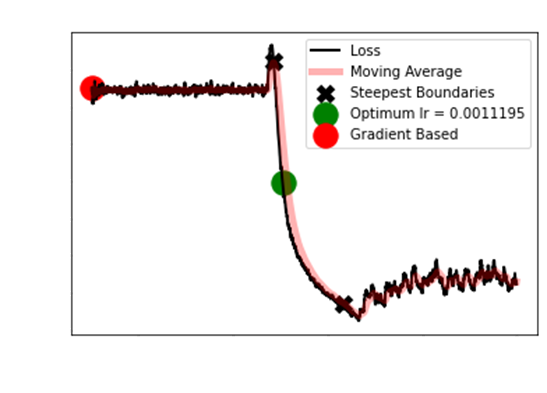 Loss
Moving Average
Steepest Boundaries
Optimum lr = 0.0011195
Gradient Based